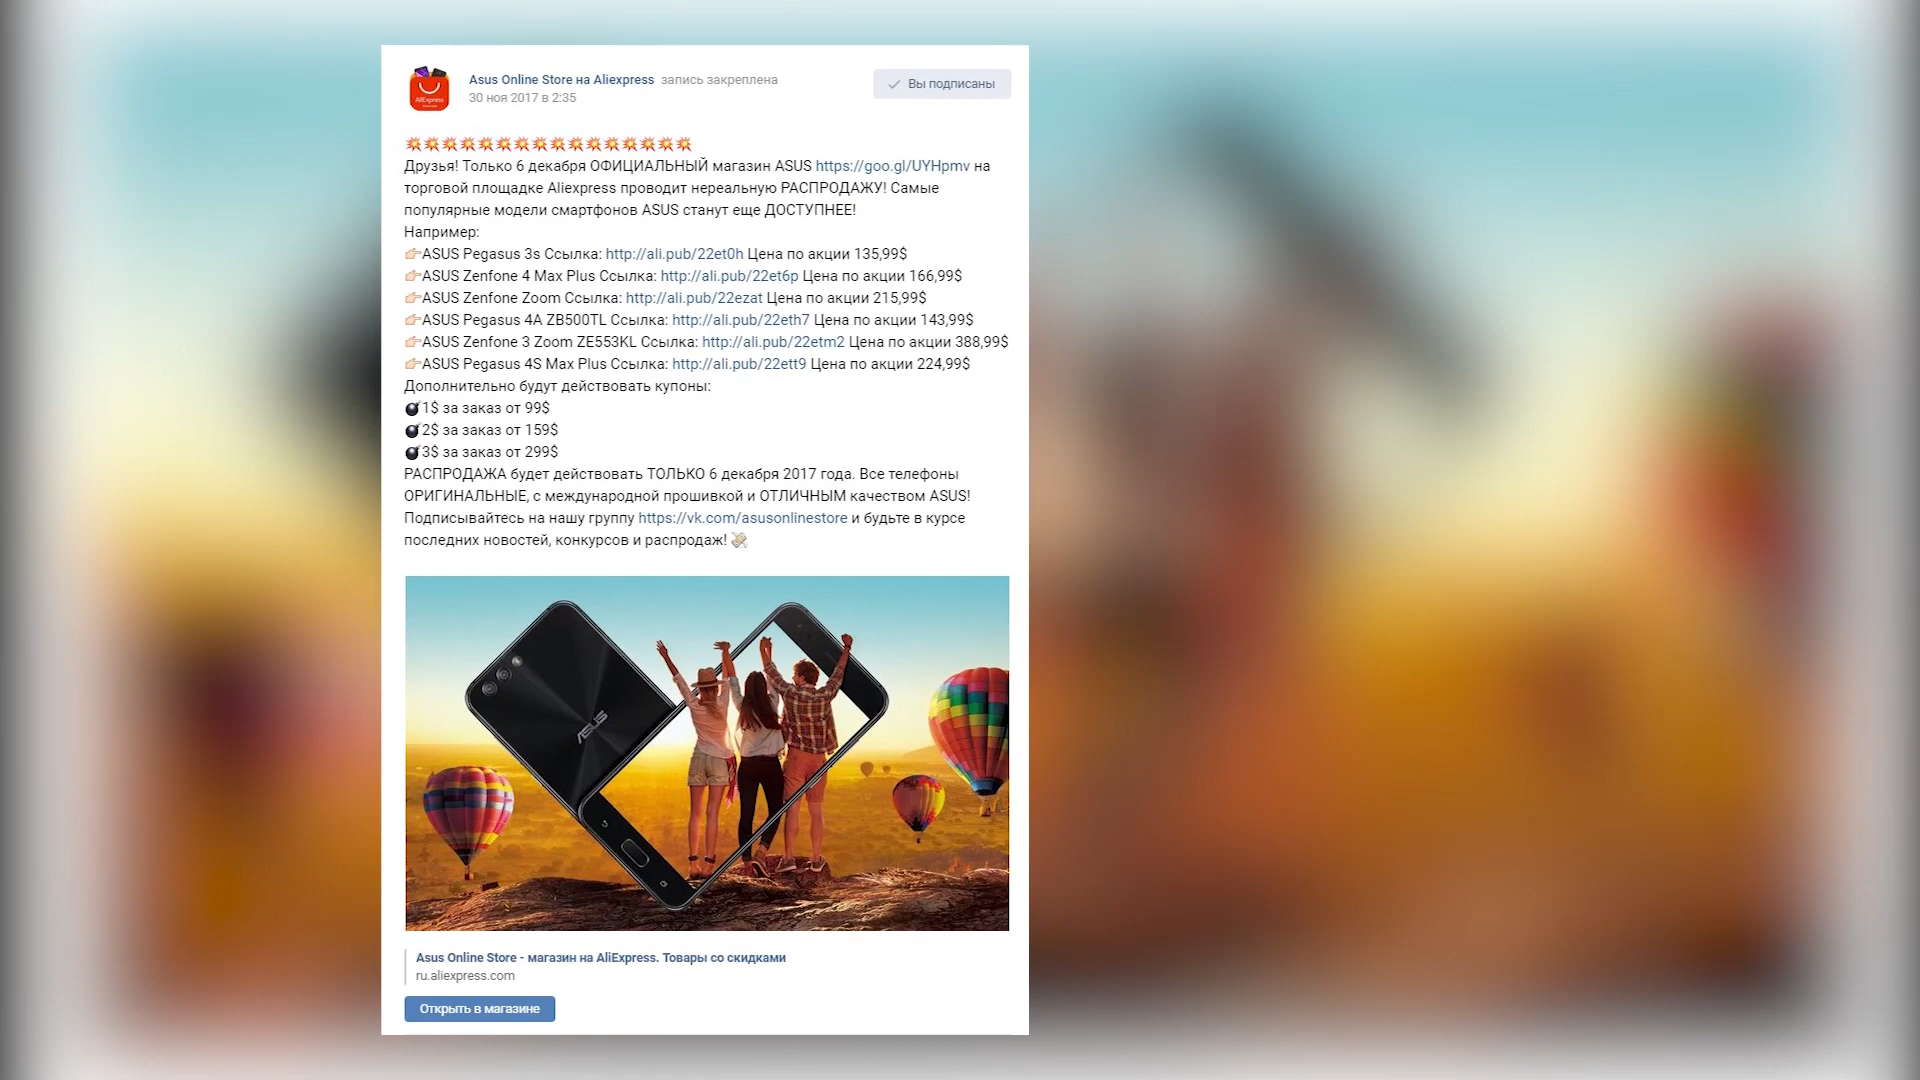 Asus Online Store на Aliexpress запись закреплена
30 ноя 2017 в 2:35
Вы подписаны
AliExpress
💥💥💥💥💥💥💥💥💥💥💥💥💥💥💥💥
Друзья! Только 6 декабря ОФИЦИАЛЬНЫЙ магазин ASUS https://goo.gl/UYHpmv на
торговой площадке Aliexpress проводит нереальную РАСПРОДАЖУ! Самые
популярные модели смартфонов ASUS станут еще ДОСТУПНЕЕ!
Например:
👉🏻ASUS Pegasus 3s Ссылка: http://ali.pub/22et0h Цена по акции 135,99$
👉🏻ASUS Zenfone 4 Max Plus Ссылка: http://ali.pub/22et6p Цена по акции 166,99$
👉🏻ASUS Zenfone Zoom Ссылка: http://ali.pub/22ezat Цена по акции 215,99$
👉🏻ASUS Pegasus 4A ZB500TL Ссылка: http://ali.pub/22eth7 Цена по акции 143,99$
👉🏻ASUS Zenfone 3 Zoom ZE553KL Ссылка: http://ali.pub/22etm2 Цена по акции 388,99$
👉🏻ASUS Pegasus 4S Max Plus Ссылка: http://ali.pub/22ett9 Цена по акции 224,99$
Дополнительно будут действовать купоны:
💣1$ за заказ от 99$
💣2$ за заказ от 159$
💣3$ за заказ от 299$
РАСПРОДАЖА будет действовать ТОЛЬКО 6 декабря 2017 года. Все телефоны
ОРИГИНАЛЬНЫЕ, с международной прошивкой и ОТЛИЧНЫМ качеством ASUS!
Подписывайтесь на нашу группу https://vk.com/asusonlinestore и будьте в курсе
последних новостей, конкурсов и распродаж! 💸
ASUS
Asus Online Store - магазин на AliExpress. Товары со скидками
ru.aliexpress.com
Открыть в магазине